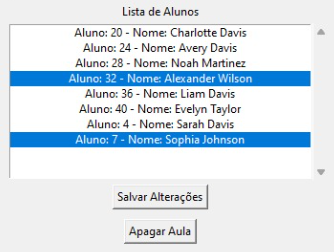 Lista de Alunos
Aluno: 20 - Nome: Charlotte Davis
Aluno: 24 - Nome: Avery Davis
Aluno: 28 - Nome: Noah Martinez
Aluno: 32 - Nome: Alexander Wilson
Aluno: 36 - Nome: Liam Davis
Aluno: 40 - Nome: Evelyn Taylor
Aluno: 4 - Nome: Sarah Davis
Aluno: 7 - Nome: Sophia Johnson
Salvar Alterações
Apagar Aula